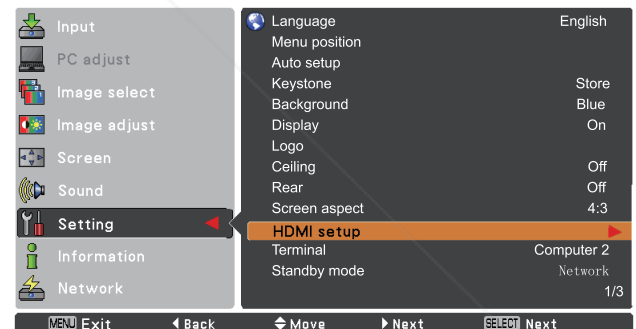 Input
PC adjust
Image select
Image adjust
Screen
Sound
Setting
Information
Network
Language English
Menu position
Auto setup
Keystone Store
Background Blue
Display On
Logo
Ceiling Off
Rear Off
Screen aspect 4:3
HDMI setup
Terminal Computer 2
Standby mode Network
1/3
MENU Exit Back Move Next SELECT Next